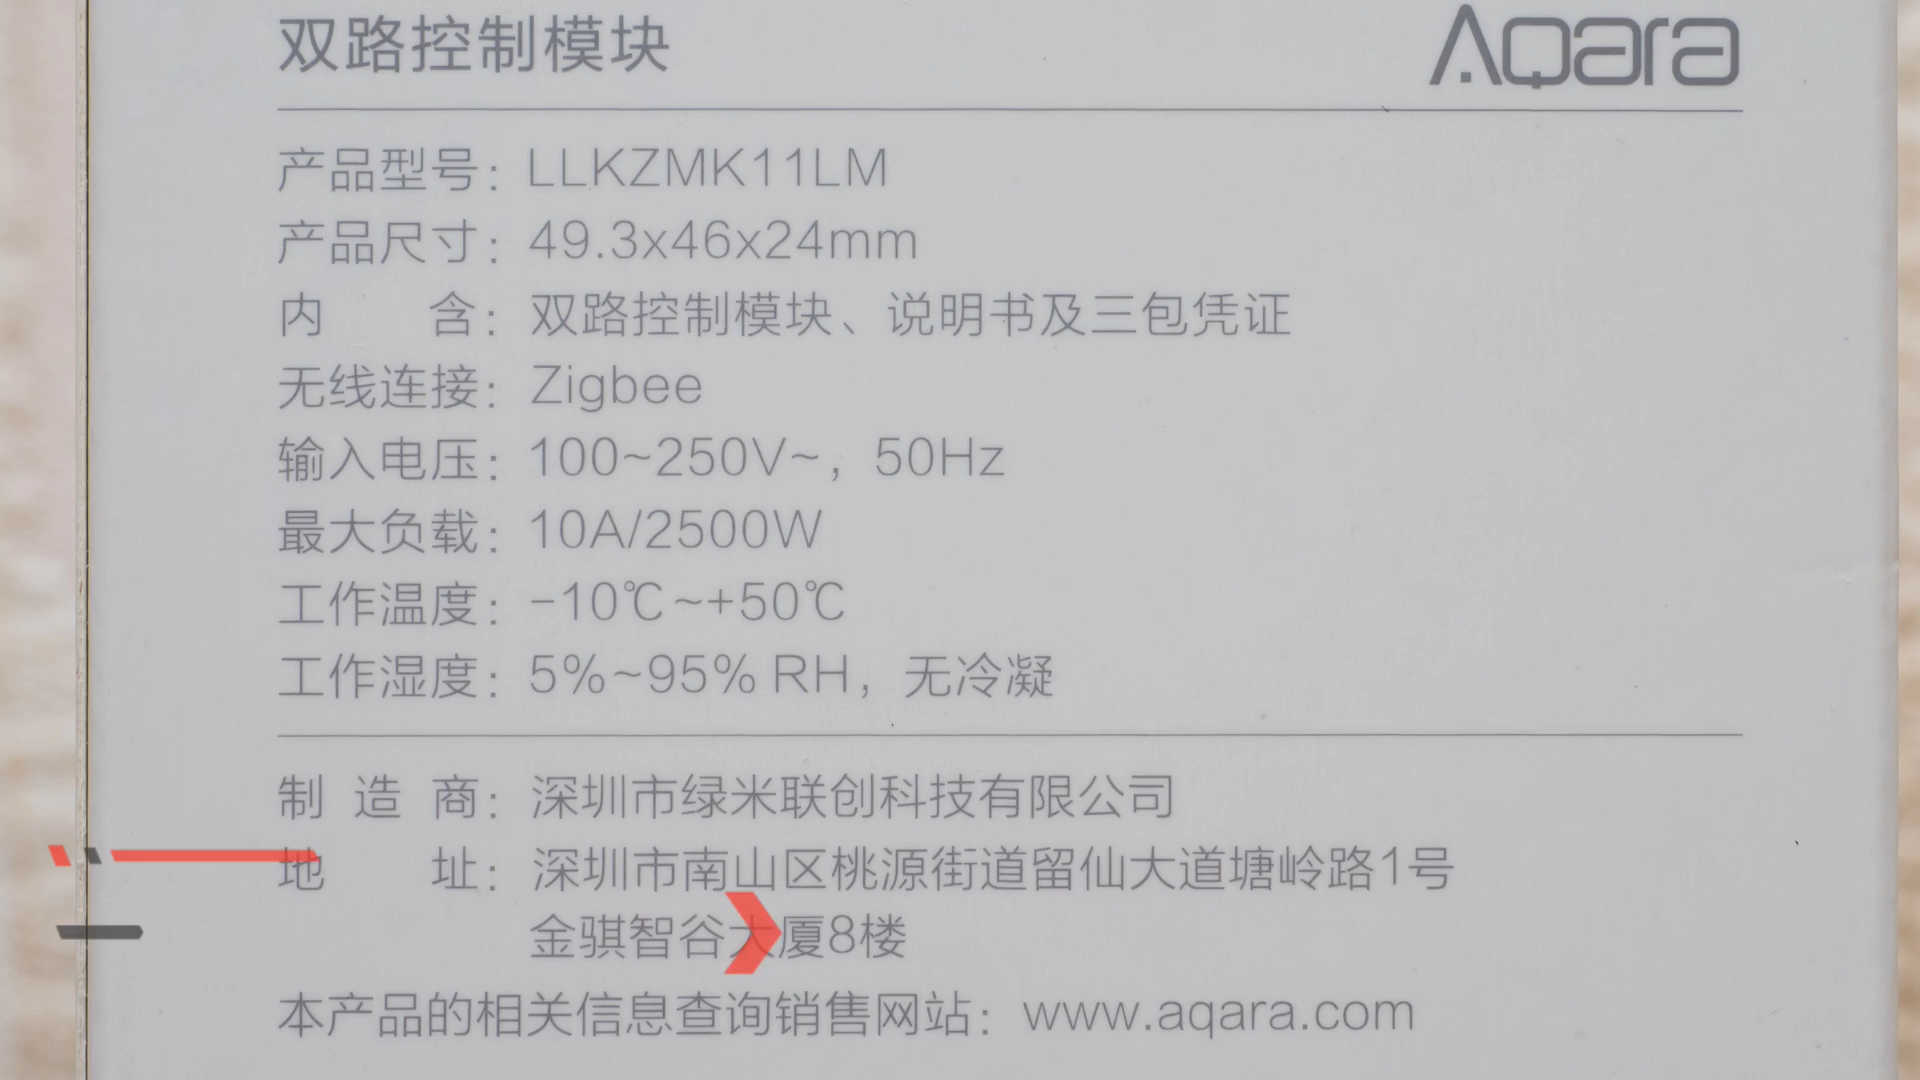 双路控制模块 Aqara
产品型号：LLKZMK11LM
产品尺寸：49.3x46x24mm
内含：双路控制模块、说明书及三包凭证
无线连接：Zigbee
输入电压：100~250V~，50Hz
最大负载：10A/2500W
工作温度：-10℃~+50℃
工作湿度：5%~95% RH，无冷凝
制造商：深圳市绿米联创科技有限公司
地址：深圳市南山区桃源街道留仙大道塘岭路1号
金骐智谷大厦8楼
本产品的相关信息查询销售网站：www.aqara.com